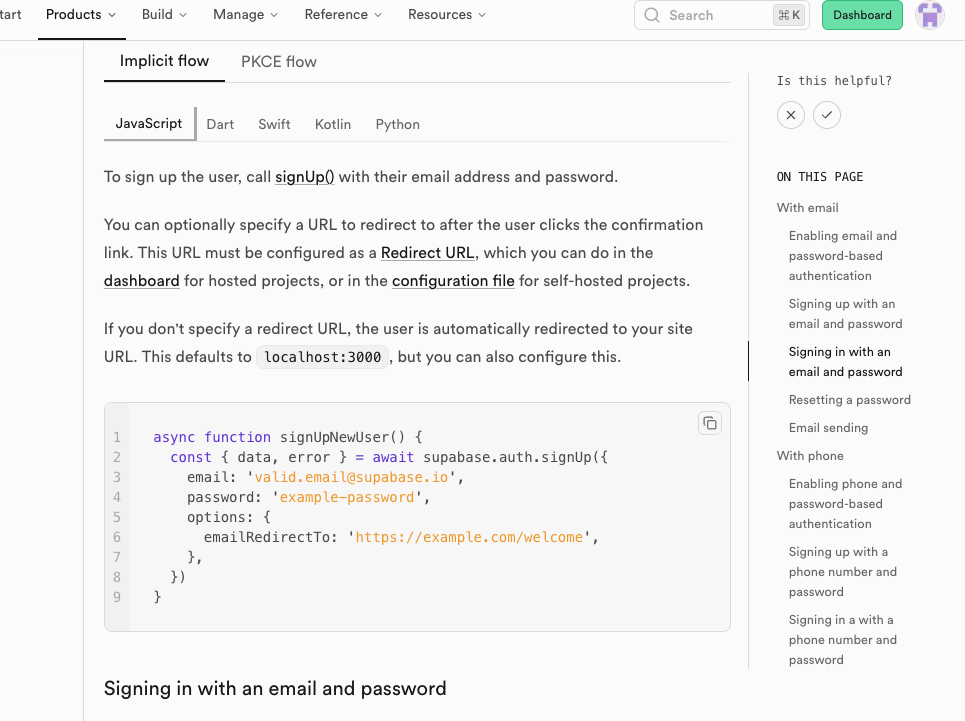 tart Products Build Manage Reference Resources Search ⌘K Dashboard
Implicit flow PKCE flow
JavaScript Dart Swift Kotlin Python
To sign up the user, call signUp() with their email address and password.
You can optionally specify a URL to redirect to after the user clicks the confirmation
link. This URL must be configured as a Redirect URL, which you can do in the
dashboard for hosted projects, or in the configuration file for self-hosted projects.
If you don't specify a redirect URL, the user is automatically redirected to your site
URL. This defaults to localhost:3000, but you can also configure this.
1 async function signUpNewUser() {
2   const { data, error } = await supabase.auth.signUp({
3     email: 'valid.email@supabase.io',
4     password: 'example-password',
5     options: {
6       emailRedirectTo: 'https://example.com/welcome',
7     },
8   })
9 }
Signing in with an email and password
Is this helpful?
ON THIS PAGE
With email
Enabling email and
password-based
authentication
Signing up with an
email and password
Signing in with an
email and password
Resetting a password
Email sending
With phone
Enabling phone and
password-based
authentication
Signing up with a
phone number and
password
Signing in a with a
phone number and
password